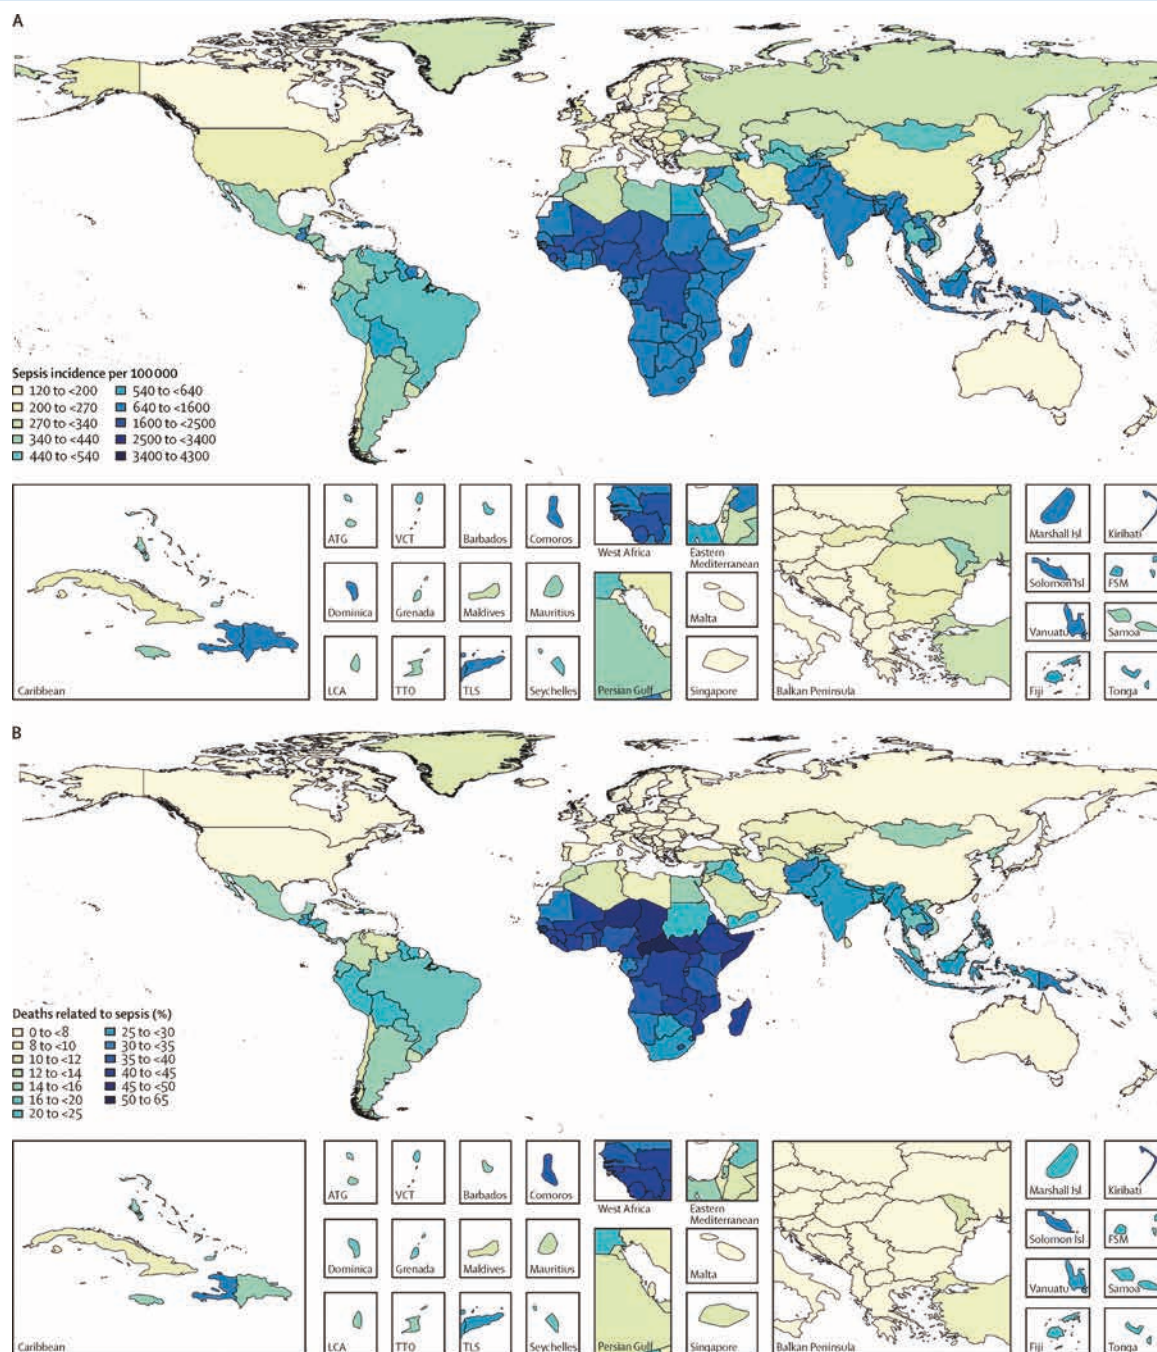 A
Sepsis incidence per 100 000
120 to <200
200 to <270
270 to <340
340 to <440
440 to <540
540 to <640
640 to <1600
1600 to <2500
2500 to <3400
3400 to 4300
Caribbean
ATG
VCT
Barbados
Comoros
Dominica
Grenada
Maldives
Mauritius
LCA
TTO
TLS
Seychelles
West Africa
Eastern
Mediterranean
Persian Gulf
Malta
Singapore
Balkan Peninsula
Marshall Isl
Kiribati
Solomon Isl
FSM
Vanuatu
Samoa
Fiji
Tonga
B
Deaths related to sepsis (%)
0 to <8
8 to <10
10 to <12
12 to <14
14 to <16
16 to <20
20 to <25
25 to <30
30 to <35
35 to <40
40 to <45
45 to <50
50 to 65
Caribbean
ATG
VCT
Barbados
Comoros
Dominica
Grenada
Maldives
Mauritius
LCA
TTO
TLS
Seychelles
West Africa
Eastern
Mediterranean
Persian Gulf
Malta
Singapore
Balkan Peninsula
Marshall Isl
Kiribati
Solomon Isl
FSM
Vanuatu
Samoa
Fiji
Tonga